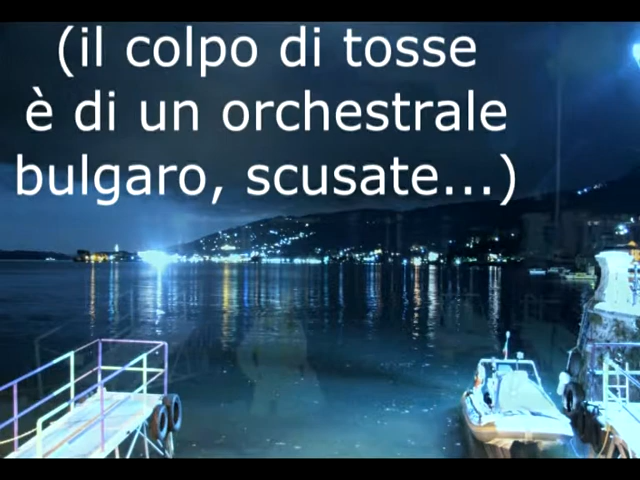 (il colpo di tosse
è di un orchestrale
bulgaro, scusate...)